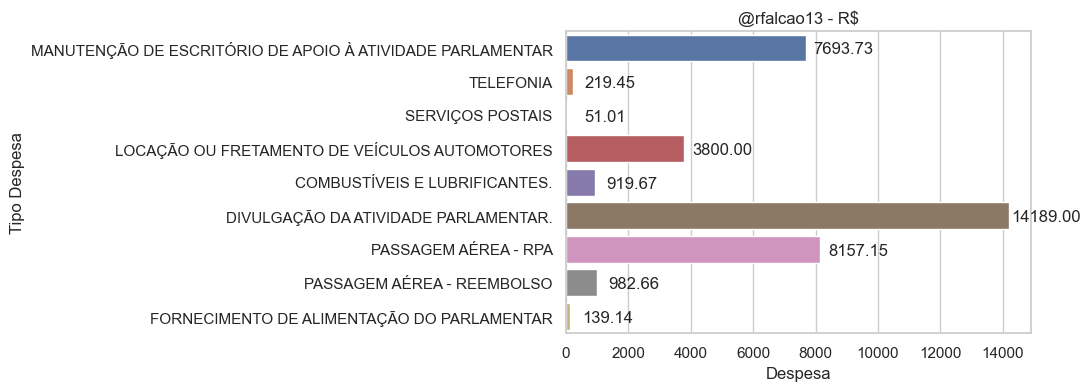 @rfalcao13 - R$
MANUTENÇÃO DE ESCRITÓRIO DE APOIO À ATIVIDADE PARLAMENTAR 7693.73
TELEFONIA 219.45
SERVIÇOS POSTAIS 51.01
LOCAÇÃO OU FRETAMENTO DE VEÍCULOS AUTOMOTORES 3800.00
COMBUSTÍVEIS E LUBRIFICANTES. 919.67
DIVULGAÇÃO DA ATIVIDADE PARLAMENTAR. 14189.00
PASSAGEM AÉREA - RPA 8157.15
PASSAGEM AÉREA - REEMBOLSO 982.66
FORNECIMENTO DE ALIMENTAÇÃO DO PARLAMENTAR 139.14
Tipo Despesa
0 2000 4000 6000 8000 10000 12000 14000
Despesa